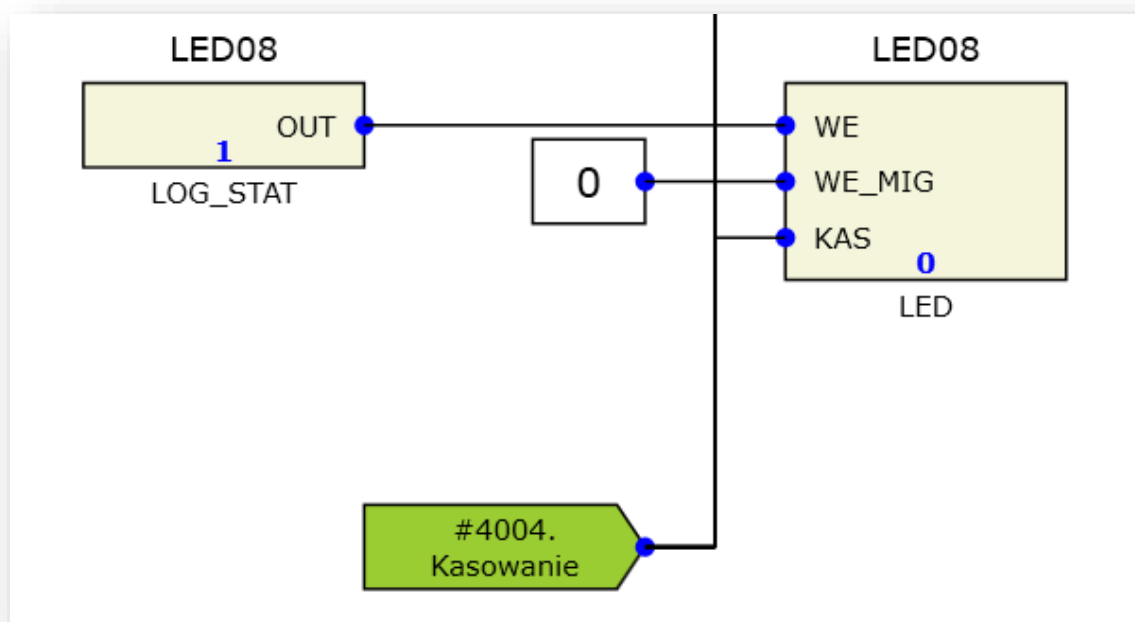 LED08
OUT
1
LOG_STAT
0
LED08
WE
WE_MIG
KAS
0
LED
#4004.
Kasowanie